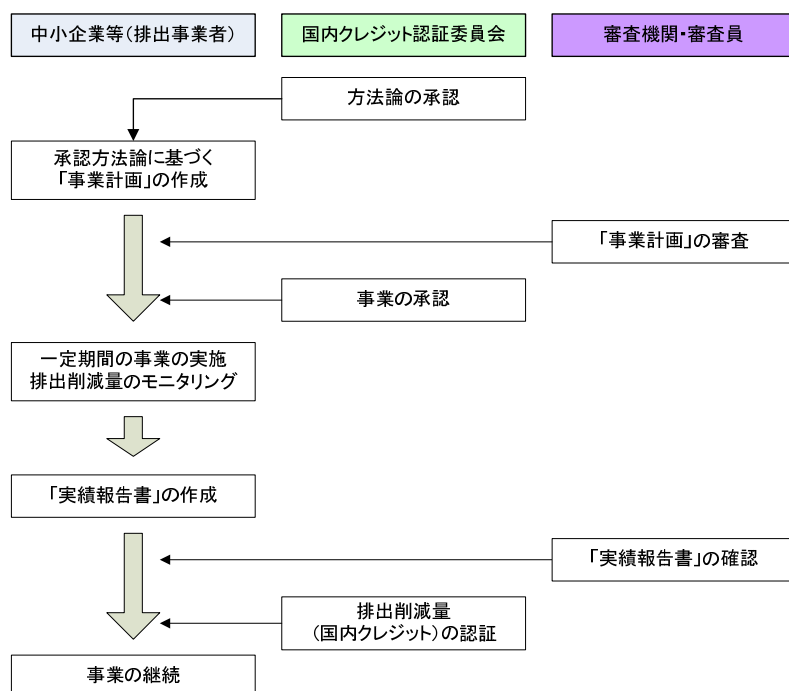 中小企業等(排出事業者)
国内クレジット認証委員会
審査機関・審査員
方法論の承認
承認方法論に基づく
「事業計画」の作成
「事業計画」の審査
事業の承認
一定期間の事業の実施
排出削減量のモニタリング
「実績報告書」の作成
「実績報告書」の確認
排出削減量
(国内クレジット)の認証
事業の継続